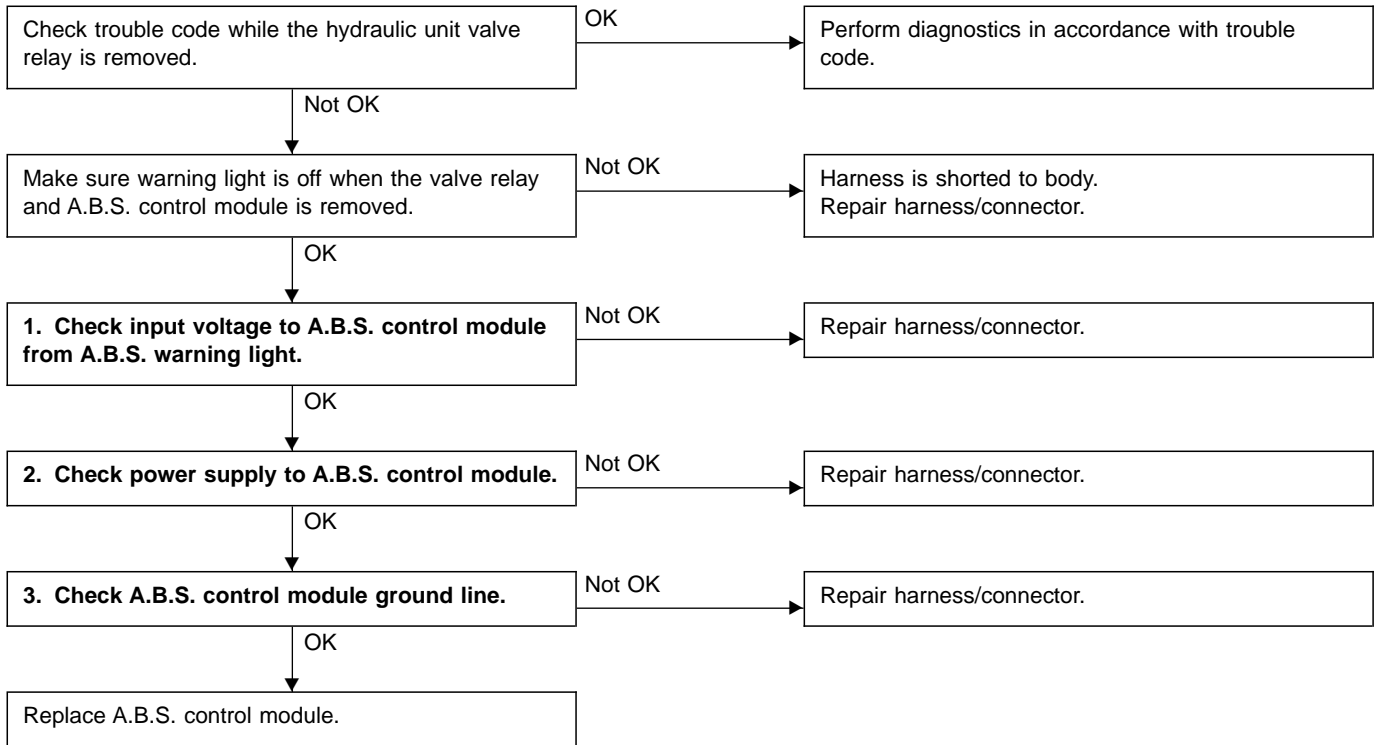 Check trouble code while the hydraulic unit valve
relay is removed.
OK
Perform diagnostics in accordance with trouble
code.
Not OK
Make sure warning light is off when the valve relay
and A.B.S. control module is removed.
Not OK
Harness is shorted to body.
Repair harness/connector.
OK
1. Check input voltage to A.B.S. control module
from A.B.S. warning light.
Not OK
Repair harness/connector.
OK
2. Check power supply to A.B.S. control module.
Not OK
Repair harness/connector.
OK
3. Check A.B.S. control module ground line.
Not OK
Repair harness/connector.
OK
Replace A.B.S. control module.